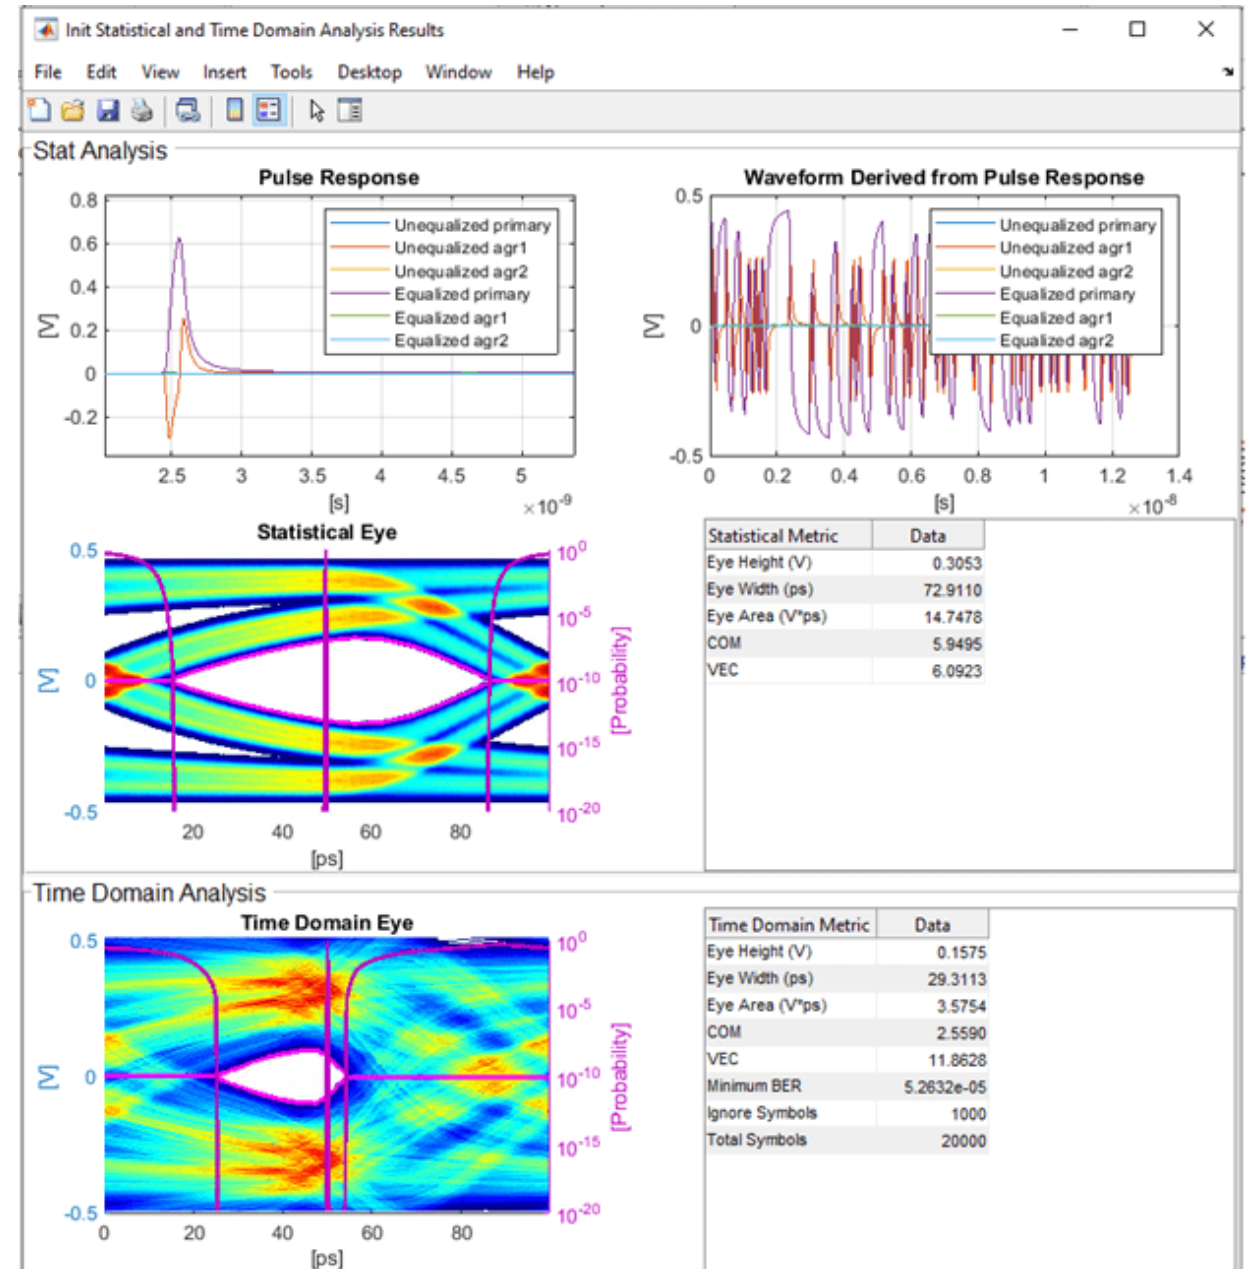 Init Statistical and Time Domain Analysis Results
File Edit View Insert Tools Desktop Window Help
Stat Analysis
Pulse Response
0.8
0.6
0.4
0.2
0
-0.2
[V]
Unequalized primary
Unequalized agr1
Unequalized agr2
Equalized primary
Equalized agr1
Equalized agr2
2.5 3 3.5 4 4.5 5
[s]
×10⁻⁹
Waveform Derived from Pulse Response
0.5
0
-0.5
[V]
Unequalized primary
Unequalized agr1
Unequalized agr2
Equalized primary
Equalized agr1
Equalized agr2
0 0.2 0.4 0.6 0.8 1 1.2 1.4
[s]
×10⁻⁸
Statistical Eye
0.5
0
-0.5
[V]
10⁰
10⁻⁵
10⁻¹⁰
10⁻¹⁵
10⁻²⁰
[Probability]
20 40 60 80
[ps]
Statistical Metric Data
Eye Height (V) 0.3053
Eye Width (ps) 72.9110
Eye Area (V*ps) 14.7478
COM 5.9495
VEC 6.0923
Time Domain Analysis
Time Domain Eye
0.5
0
-0.5
[V]
10⁰
10⁻⁵
10⁻¹⁰
10⁻¹⁵
10⁻²⁰
[Probability]
0 20 40 60 80
[ps]
Time Domain Metric Data
Eye Height (V) 0.1575
Eye Width (ps) 29.3113
Eye Area (V*ps) 3.5754
COM 2.5590
VEC 11.8628
Minimum BER 5.2632e-05
Ignore Symbols 1000
Total Symbols 20000